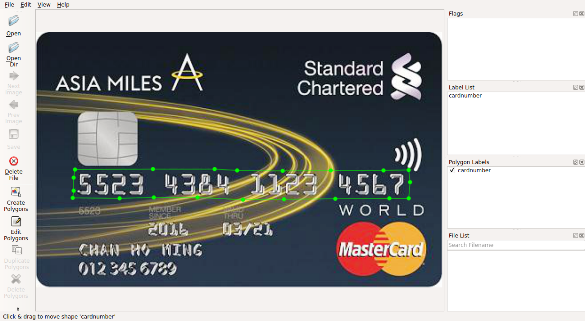 File Edit View Help
Open
Open Dir
Next Image
Prev Image
Save
Delete File
Create Polygons
Edit Polygons
Duplicate Polygons
Delete Polygons
ASIA MILES
Standard Chartered
5523 4384 1123 4567
5523
MEMBER SINCE
THRU
2016 03/21
WORLD
CHAN HO MING
012 345 6789
MasterCard
Flags
Label List
cardnumber
Polygon Labels
✓ cardnumber
File List
Search Filename
Click & drag to move shape 'cardnumber'